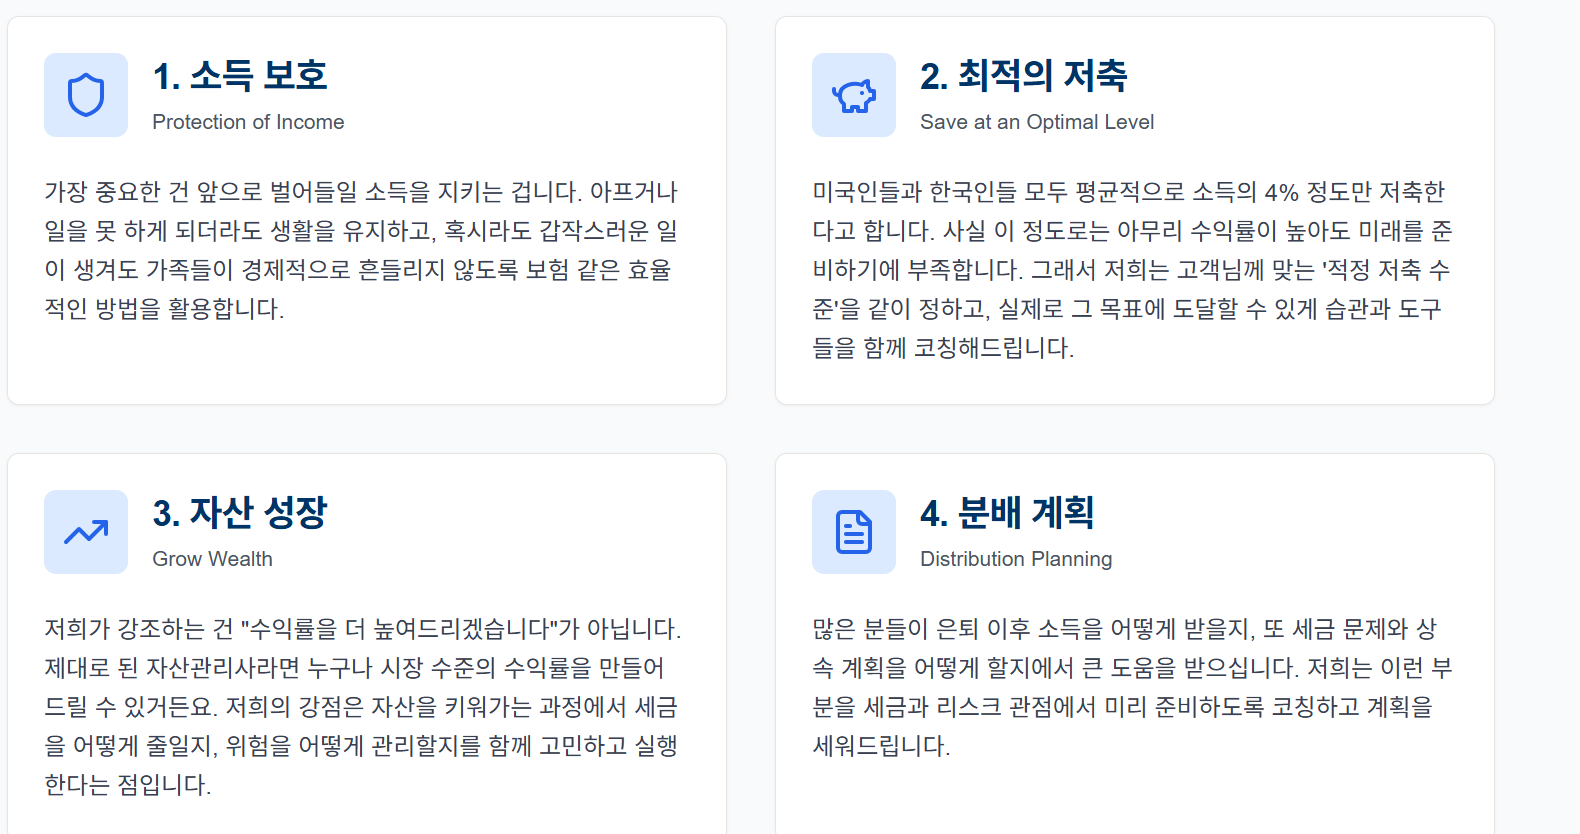 1. 소득 보호
Protection of Income
가장 중요한 건 앞으로 벌어들일 소득을 지키는 겁니다. 아프거나
일을 못 하게 되더라도 생활을 유지하고, 혹시라도 갑작스러운 일
이 생겨도 가족들이 경제적으로 흔들리지 않도록 보험 같은 효율
적인 방법을 활용합니다.
2. 최적의 저축
Save at an Optimal Level
미국인들과 한국인들 모두 평균적으로 소득의 4% 정도만 저축한
다고 합니다. 사실 이 정도로는 아무리 수익률이 높아도 미래를 준
비하기에 부족합니다. 그래서 저희는 고객님께 맞는 '적정 저축 수
준'을 같이 정하고, 실제로 그 목표에 도달할 수 있게 습관과 도구
들을 함께 코칭해드립니다.
3. 자산 성장
Grow Wealth
저희가 강조하는 건 "수익률을 더 높여드리겠습니다"가 아닙니다.
제대로 된 자산관리사라면 누구나 시장 수준의 수익률을 만들어
드릴 수 있거든요. 저희의 강점은 자산을 키워가는 과정에서 세금
을 어떻게 줄일지, 위험을 어떻게 관리할지를 함께 고민하고 실행
한다는 점입니다.
4. 분배 계획
Distribution Planning
많은 분들이 은퇴 이후 소득을 어떻게 받을지, 또 세금 문제와 상
속 계획을 어떻게 할지에서 큰 도움을 받으십니다. 저희는 이런 부
분을 세금과 리스크 관점에서 미리 준비하도록 코칭하고 계획을
세워드립니다.